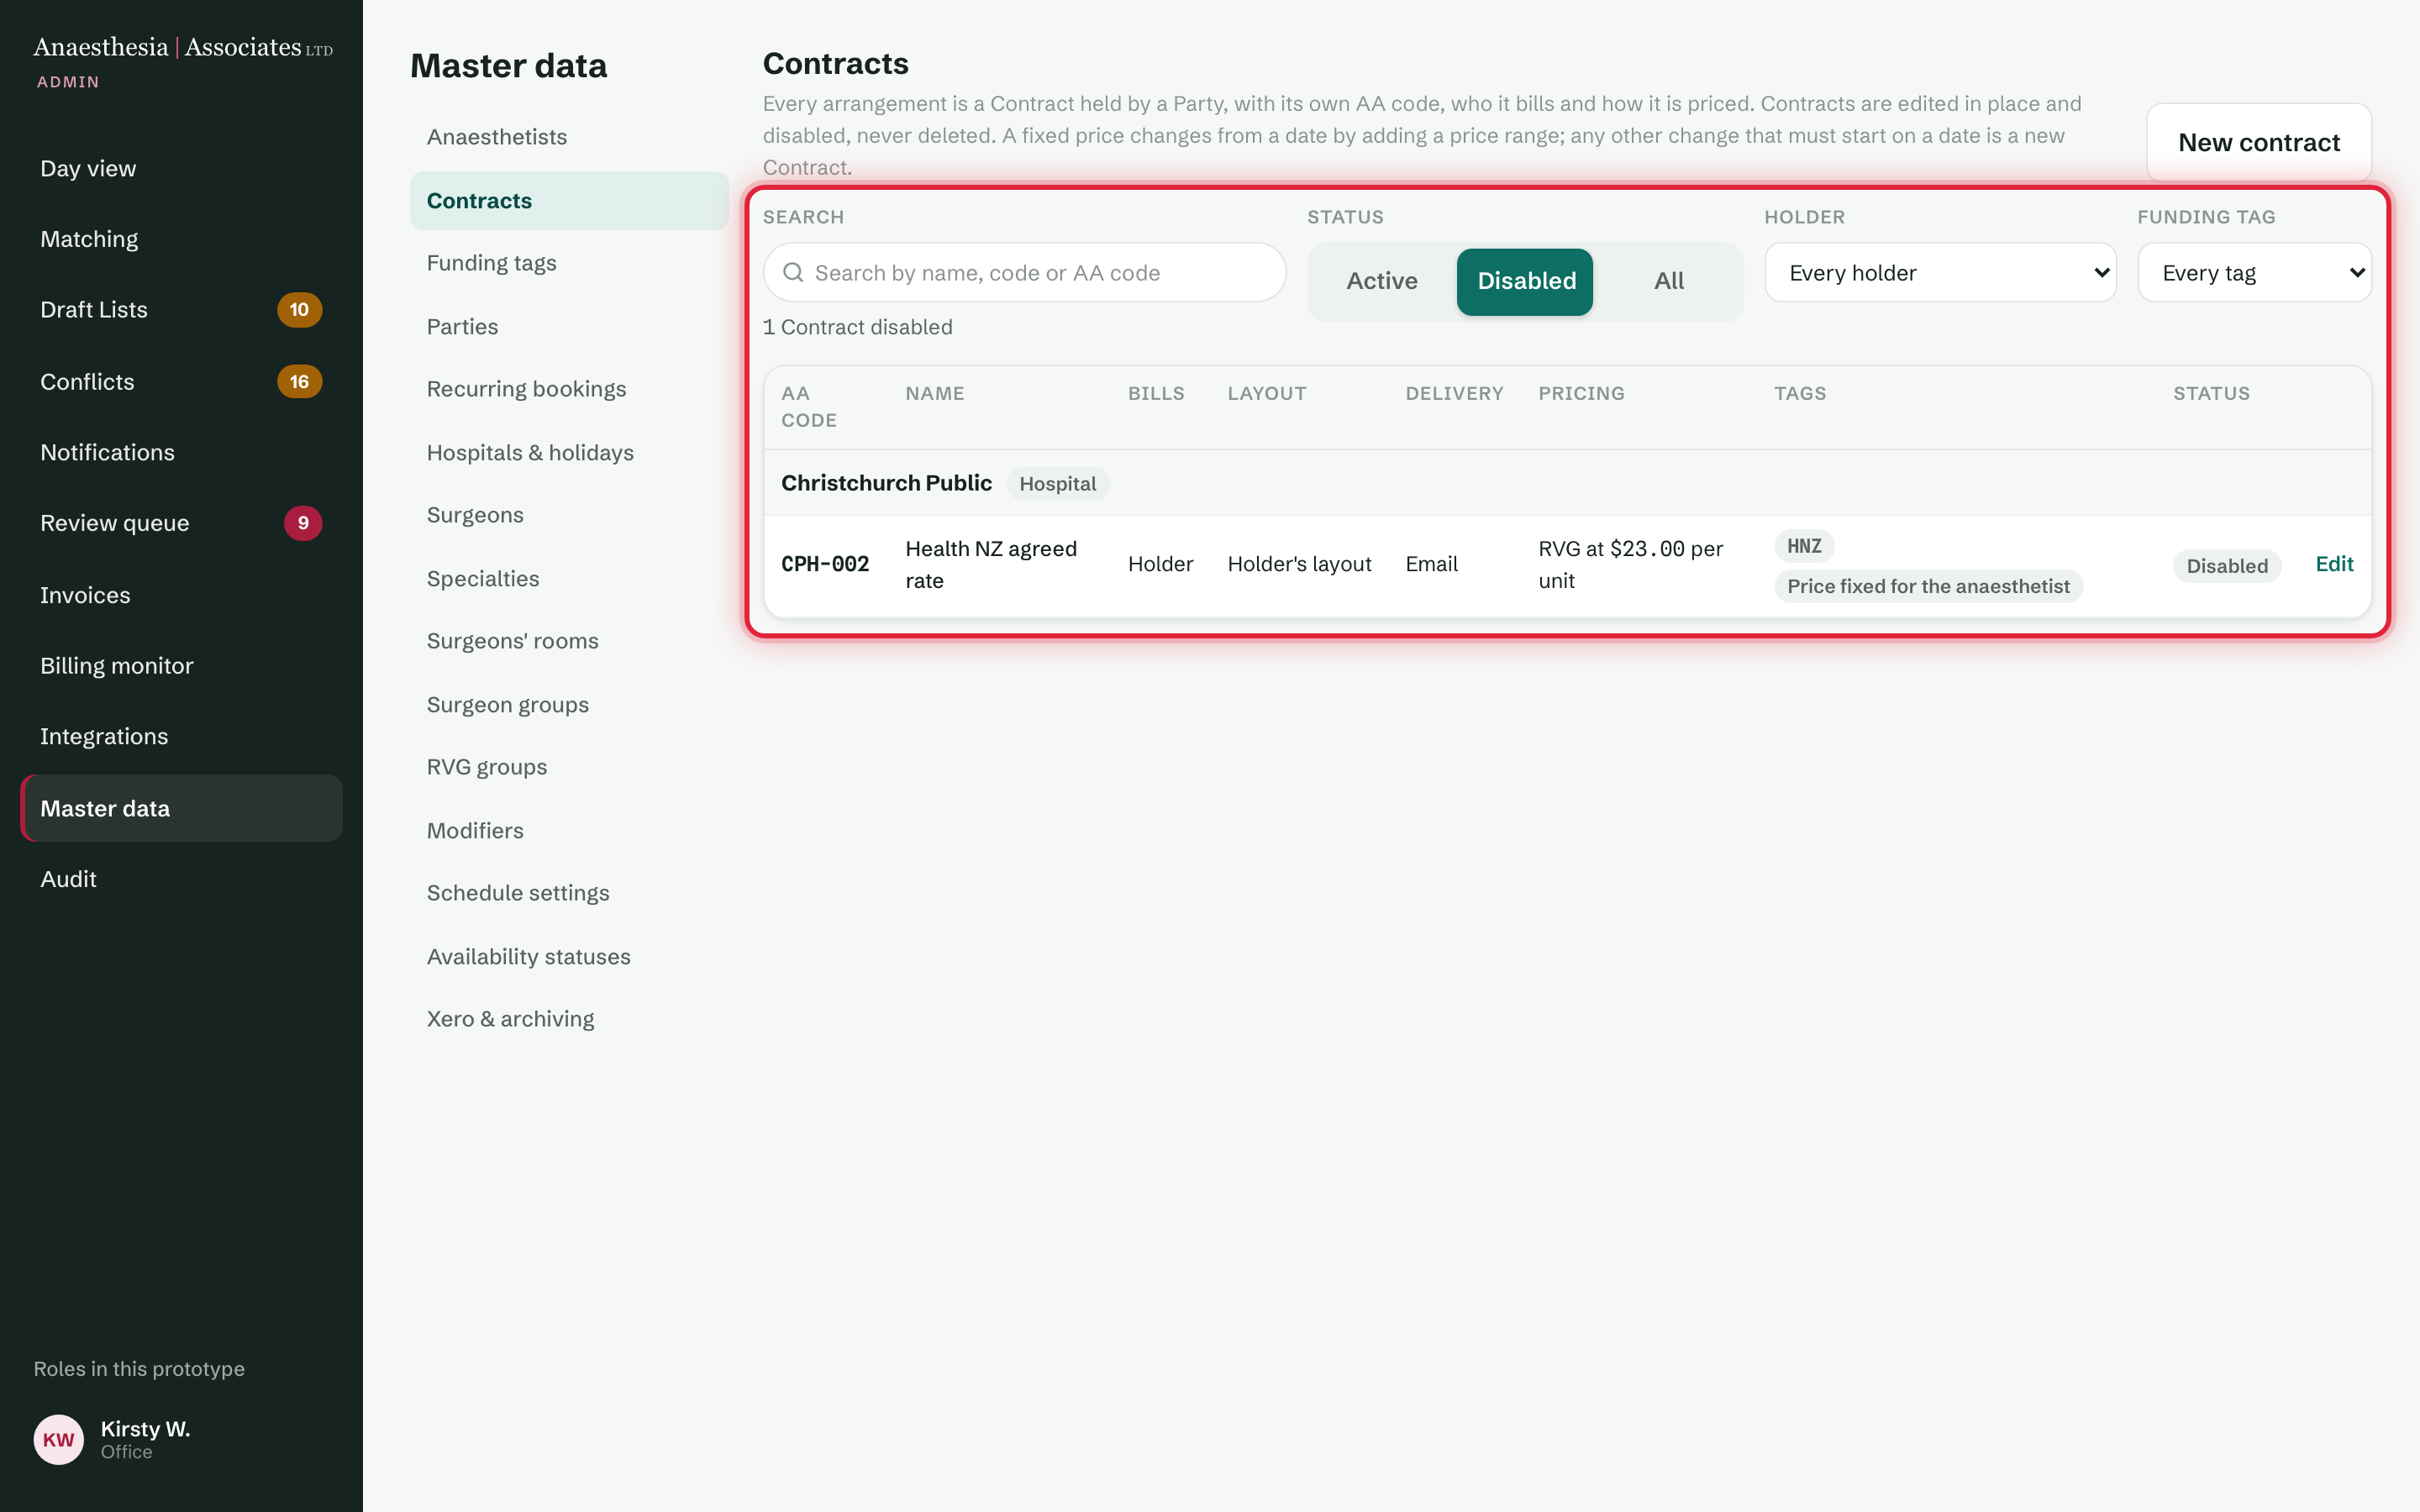 Anaesthesia | Associates LTD
ADMIN
Day view
Matching
Draft Lists 10
Conflicts 16
Notifications
Review queue 9
Invoices
Billing monitor
Integrations
Master data
Audit
Roles in this prototype
KW
Kirsty W.
Office
Master data
Anaesthetists
Contracts
Funding tags
Parties
Recurring bookings
Hospitals & holidays
Surgeons
Specialties
Surgeons' rooms
Surgeon groups
RVG groups
Modifiers
Schedule settings
Availability statuses
Xero & archiving
Contracts
Every arrangement is a Contract held by a Party, with its own AA code, who it bills and how it is priced. Contracts are edited in place and
disabled, never deleted. A fixed price changes from a date by adding a price range; any other change that must start on a date is a new
Contract.
New contract
SEARCH STATUS HOLDER FUNDING TAG
Search by name, code or AA code Active Disabled All Every holder Every tag
1 Contract disabled
AA CODE NAME BILLS LAYOUT DELIVERY PRICING TAGS STATUS
Christchurch Public Hospital
CPH-002 Health NZ agreed rate Holder Holder's layout Email RVG at $23.00 per unit HNZ Price fixed for the anaesthetist Disabled Edit